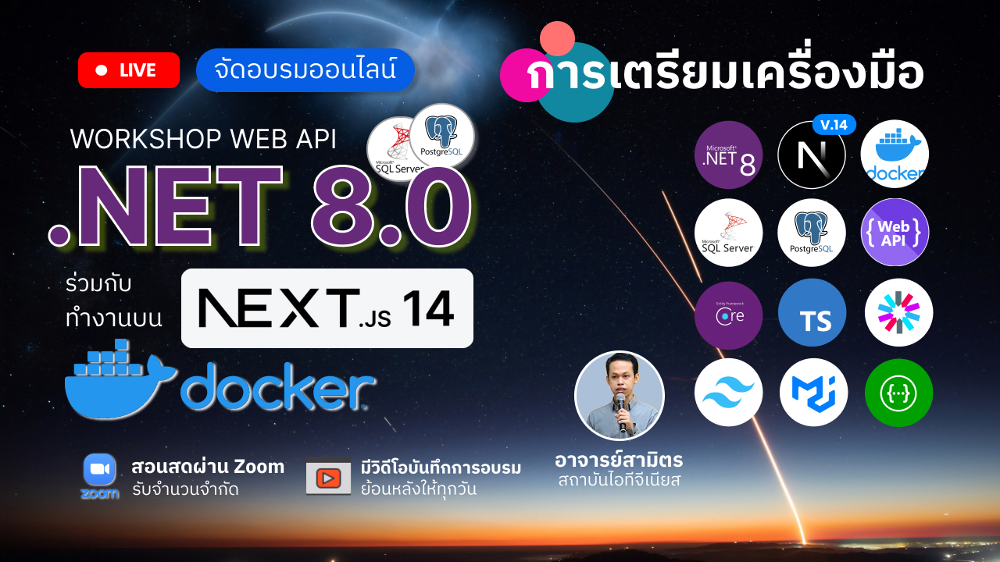 LIVE
จัดอบรมออนไลน์
การเตรียมเครื่องมือ
WORKSHOP WEB API
Microsoft®
SQL Server
PostgreSQL
.NET 8.0
ร่วมกับ
ทำงานบน
NEXT.JS 14
docker
สอนสดผ่าน Zoom
รับจำนวนจำกัด
zoom
มีวิดีโอบันทึกการอบรม
ย้อนหลังให้ทุกวัน
Microsoft®
.NET 8
N
V.14
docker
Microsoft®
SQL Server
PostgreSQL
{ Web API }
Entity Framework
Core
TS
{···}
อาจารย์สามิตร
สถาบันไอทีจีเนียส